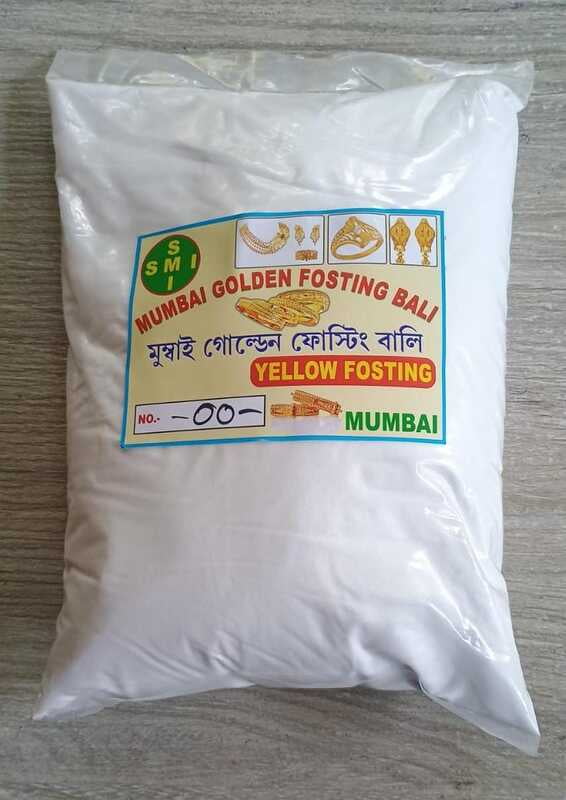 S
S M I
I
MUMBAI GOLDEN FOSTING BALI
মুম্বাই গোল্ডেন ফোস্টিং বালি
YELLOW FOSTING
NO.- -00-
MUMBAI